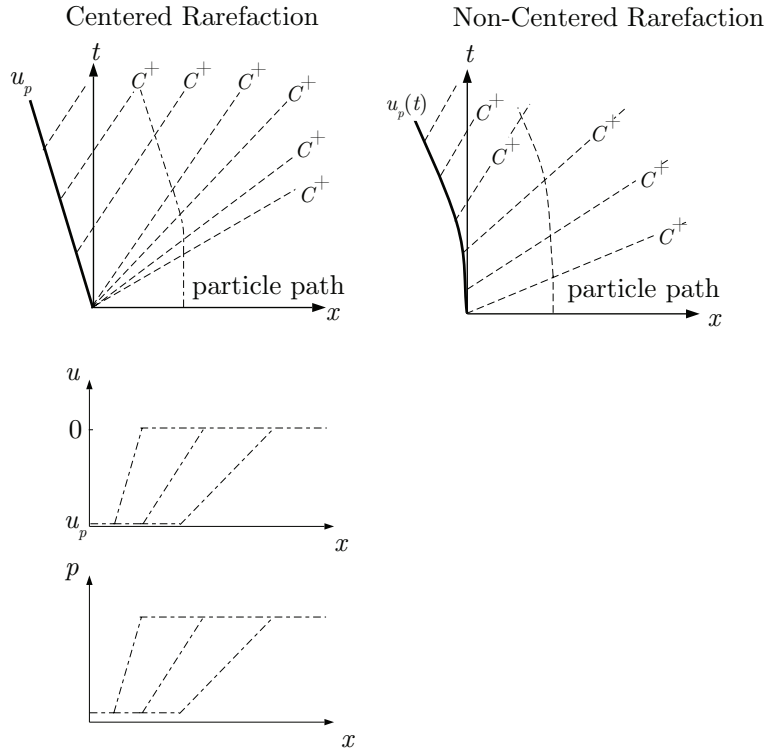 Centered Rarefaction
t
u_p
C^+
C^+
C^+
C^+
C^+
C^+
particle path
x
Non-Centered Rarefaction
t
u_p(t)
C^+
C^+
C^+
C^+
C^+
particle path
x
u
0
u_p
x
p
x